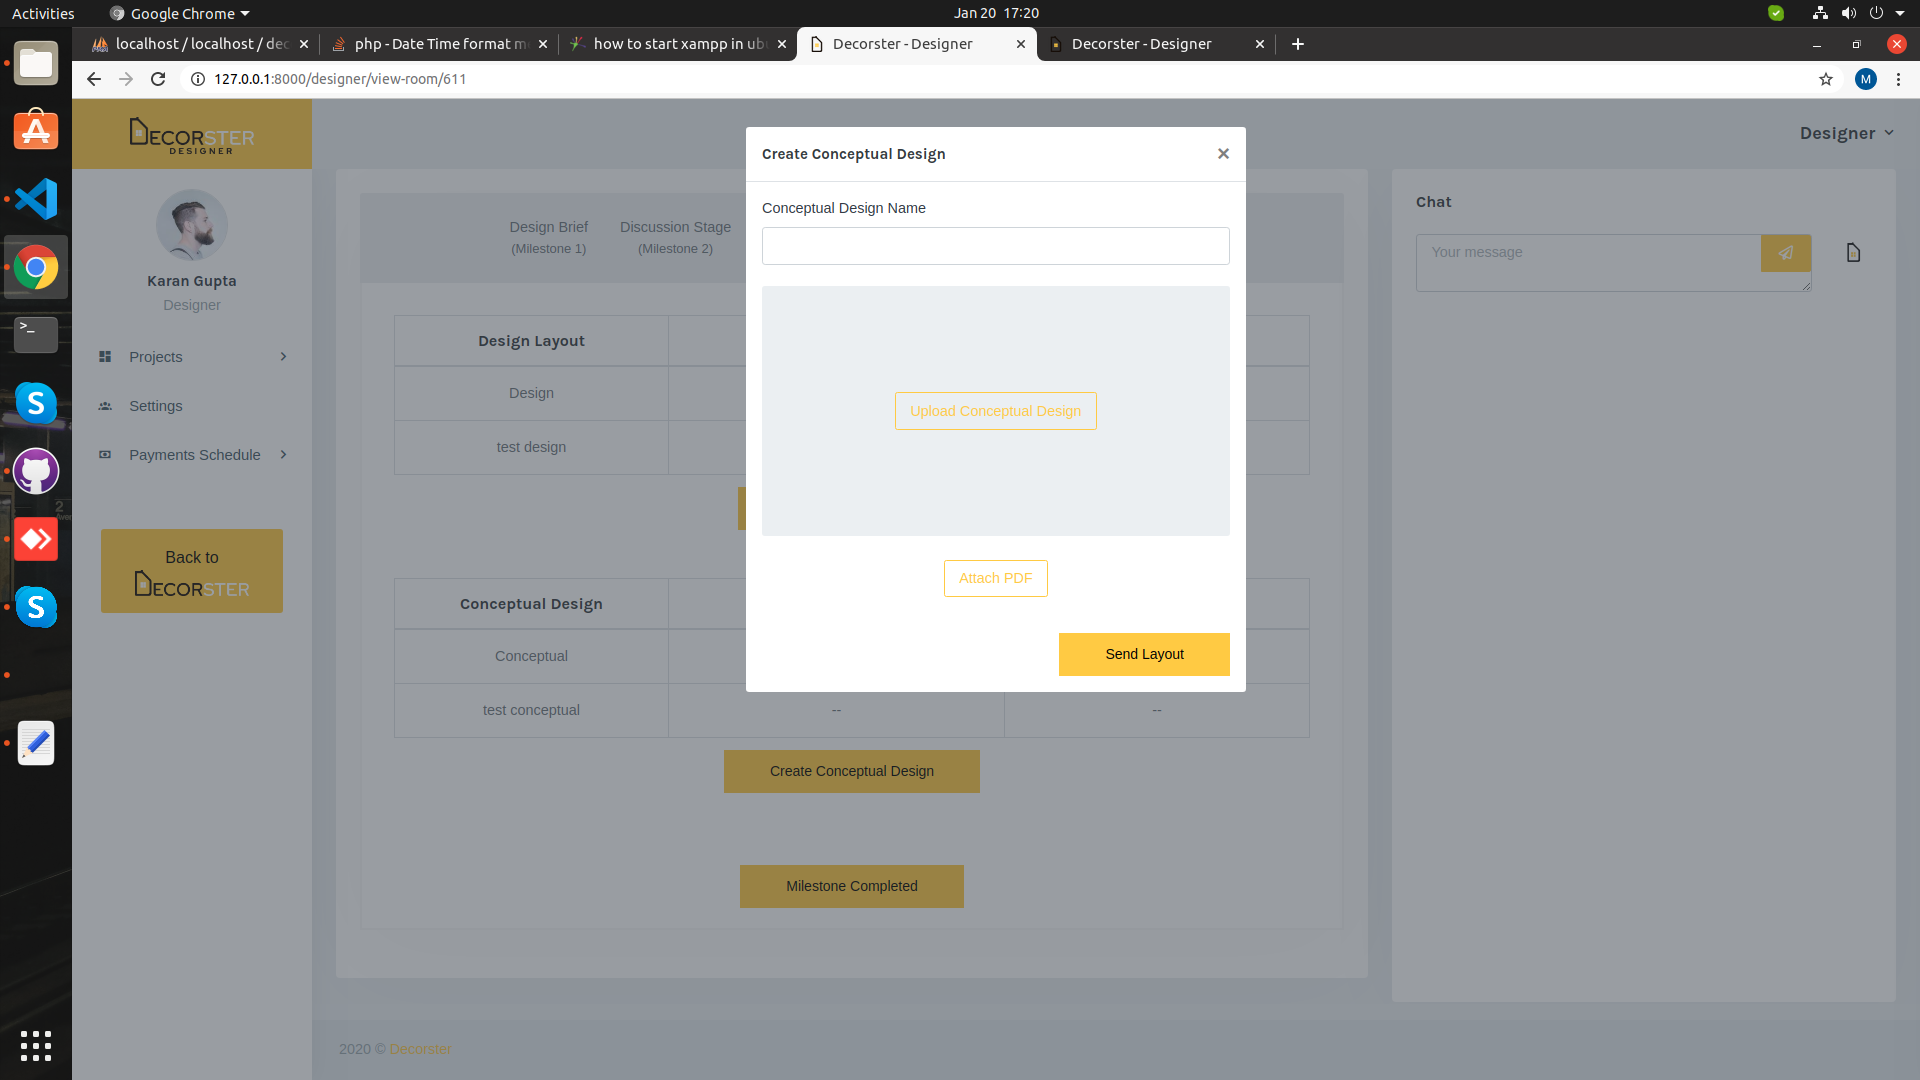 Activities
Google Chrome
Jan 20 17:20
localhost / localhost / dec
php - Date Time format m
how to start xampp in ub
Decorster - Designer
Decorster - Designer
127.0.0.1:8000/designer/view-room/611
M
DECORSTER
DESIGNER
Karan Gupta
Designer
Projects
Settings
Payments Schedule
Back to
DECORSTER
Designer
Design Brief
(Milestone 1)
Discussion Stage
(Milestone 2)
Design Layout
Design
test design
Conceptual Design
Conceptual
test conceptual
--
--
Create Conceptual Design
Milestone Completed
Create Conceptual Design
×
Conceptual Design Name
Upload Conceptual Design
Attach PDF
Send Layout
Chat
Your message
2020 © Decorster